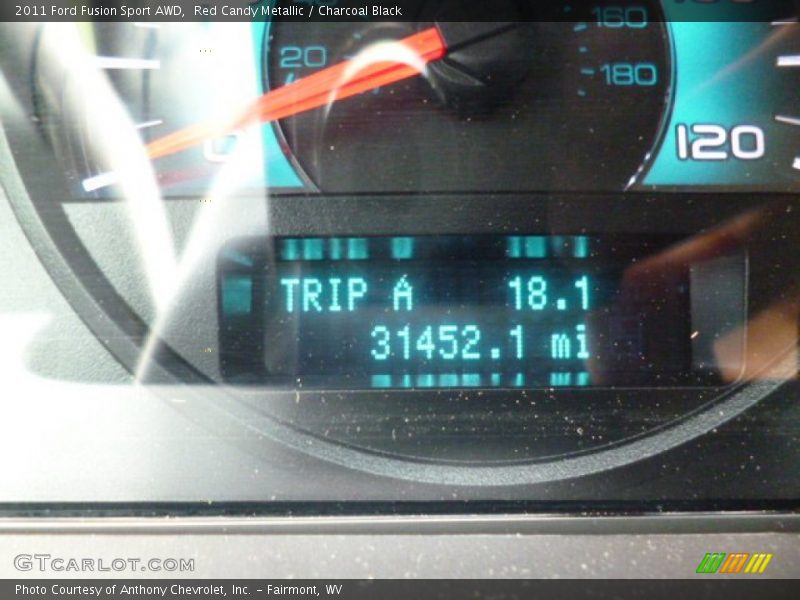 2011 Ford Fusion Sport AWD, Red Candy Metallic / Charcoal Black
160
20
180
0
120
TRIP A 18.1
31452.1 mi
GTCARLOT.COM
Photo Courtesy of Anthony Chevrolet, Inc. – Fairmont, WV